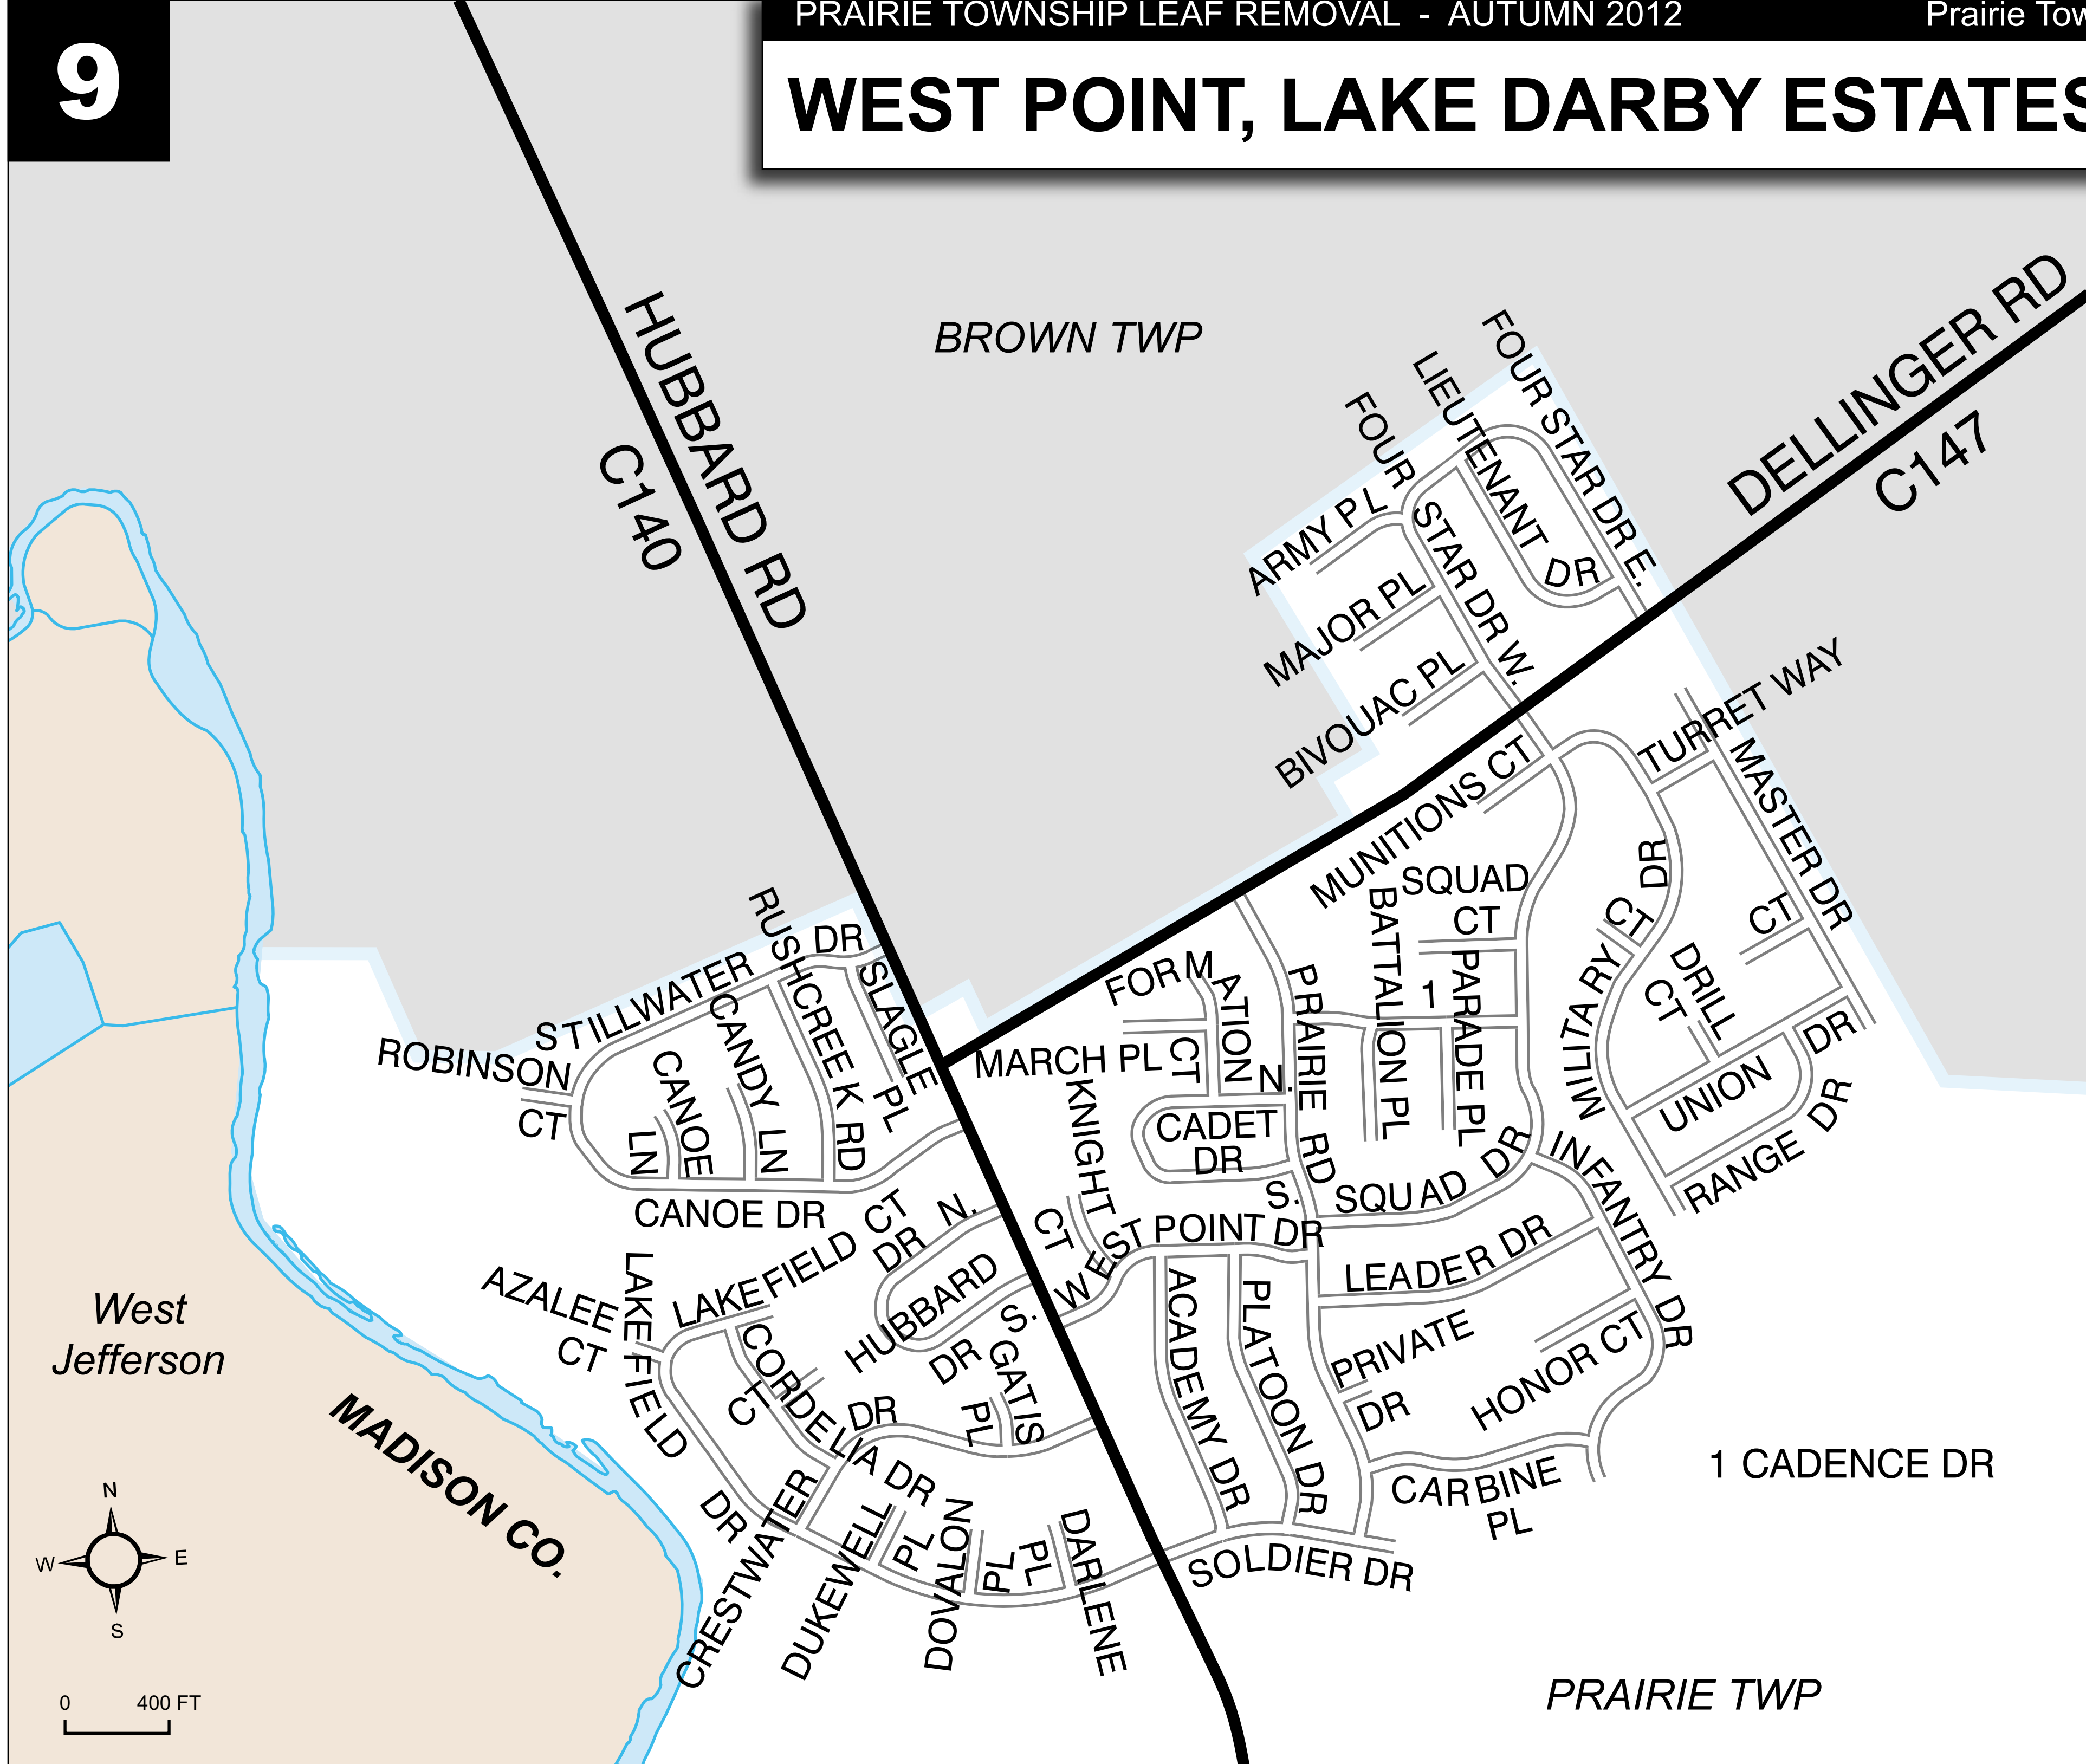 9
PRAIRIE TOWNSHIP LEAF REMOVAL - AUTUMN 2012
Prairie Tow
WEST POINT, LAKE DARBY ESTATES
HUBBARD RD
C140
BROWN TWP
DELLINGER RD
C147
FOUR STAR DR E.
LIEUTENANT DR
FOUR STAR DR W.
ARMY PL
MAJOR PL
BIVOUAC PL
MUNITIONS CT
TURRET WAY
MASTER DR
SQUAD CT
BATTALION PL
PARADE PL
1
MILITARY CT DR
CT
DRILL CT
UNION DR
RANGE DR
FORMATION CT
MARCH PL
N.
PRAIRIE RD
CADET DR
S.
KNIGHT CT
WEST POINT DR
SQUAD DR
INFANTRY DR
LEADER DR
PRIVATE DR
HONOR CT
CARBINE PL
ACADEMY DR
PLATOON DR
SOLDIER DR
1 CADENCE DR
RUSHCREEK RD
STILLWATER DR
SLAGLE PL
ROBINSON CT
CANDY LN
CANOE LN
CANOE DR
LAKEFIELD CT
HUBBARD DR N.
HUBBARD DR S.
AZALEE CT
LAKEFIELD DR
CORDELIA DR
CT
GATIS PL
CRESTWATER DR
DUKEWELL PL
DOVALON PL
DARLENE PL
West
Jefferson
MADISON CO.
N
W
E
S
0 400 FT
PRAIRIE TWP